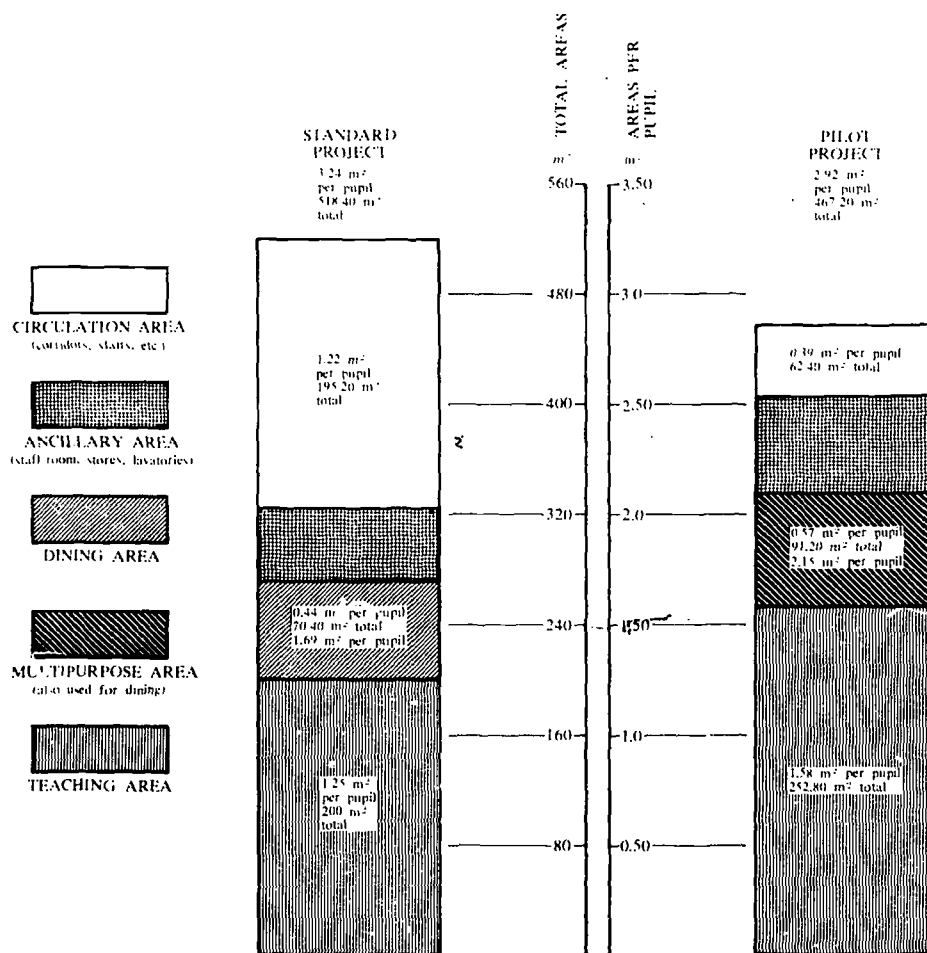 STANDARD
PROJECT
3.24 m²
per pupil
518.40 m²
total
TOTAL AREAS
m²
AREAS PER
PUPIL
m²
PILOT
PROJECT
2.92 m²
per pupil
467.20 m²
total
560
3.50
480
3.0
400
2.50
320
2.0
240
1.50
160
1.0
80
0.50
CIRCULATION AREA
(corridors, stairs, etc.)
ANCILLARY AREA
(staff room, stores, lavatories)
DINING AREA
MULTIPURPOSE AREA
(also used for dining)
TEACHING AREA
1.22 m²
per pupil
195.20 m²
total
0.44 m² per pupil
70.40 m² total
1.69 m² per pupil
1.25 m²
per pupil
200 m²
total
0.39 m² per pupil
62.40 m² total
0.57 m² per pupil
91.20 m² total
2.15 m² per pupil
1.58 m² per pupil
252.80 m² total